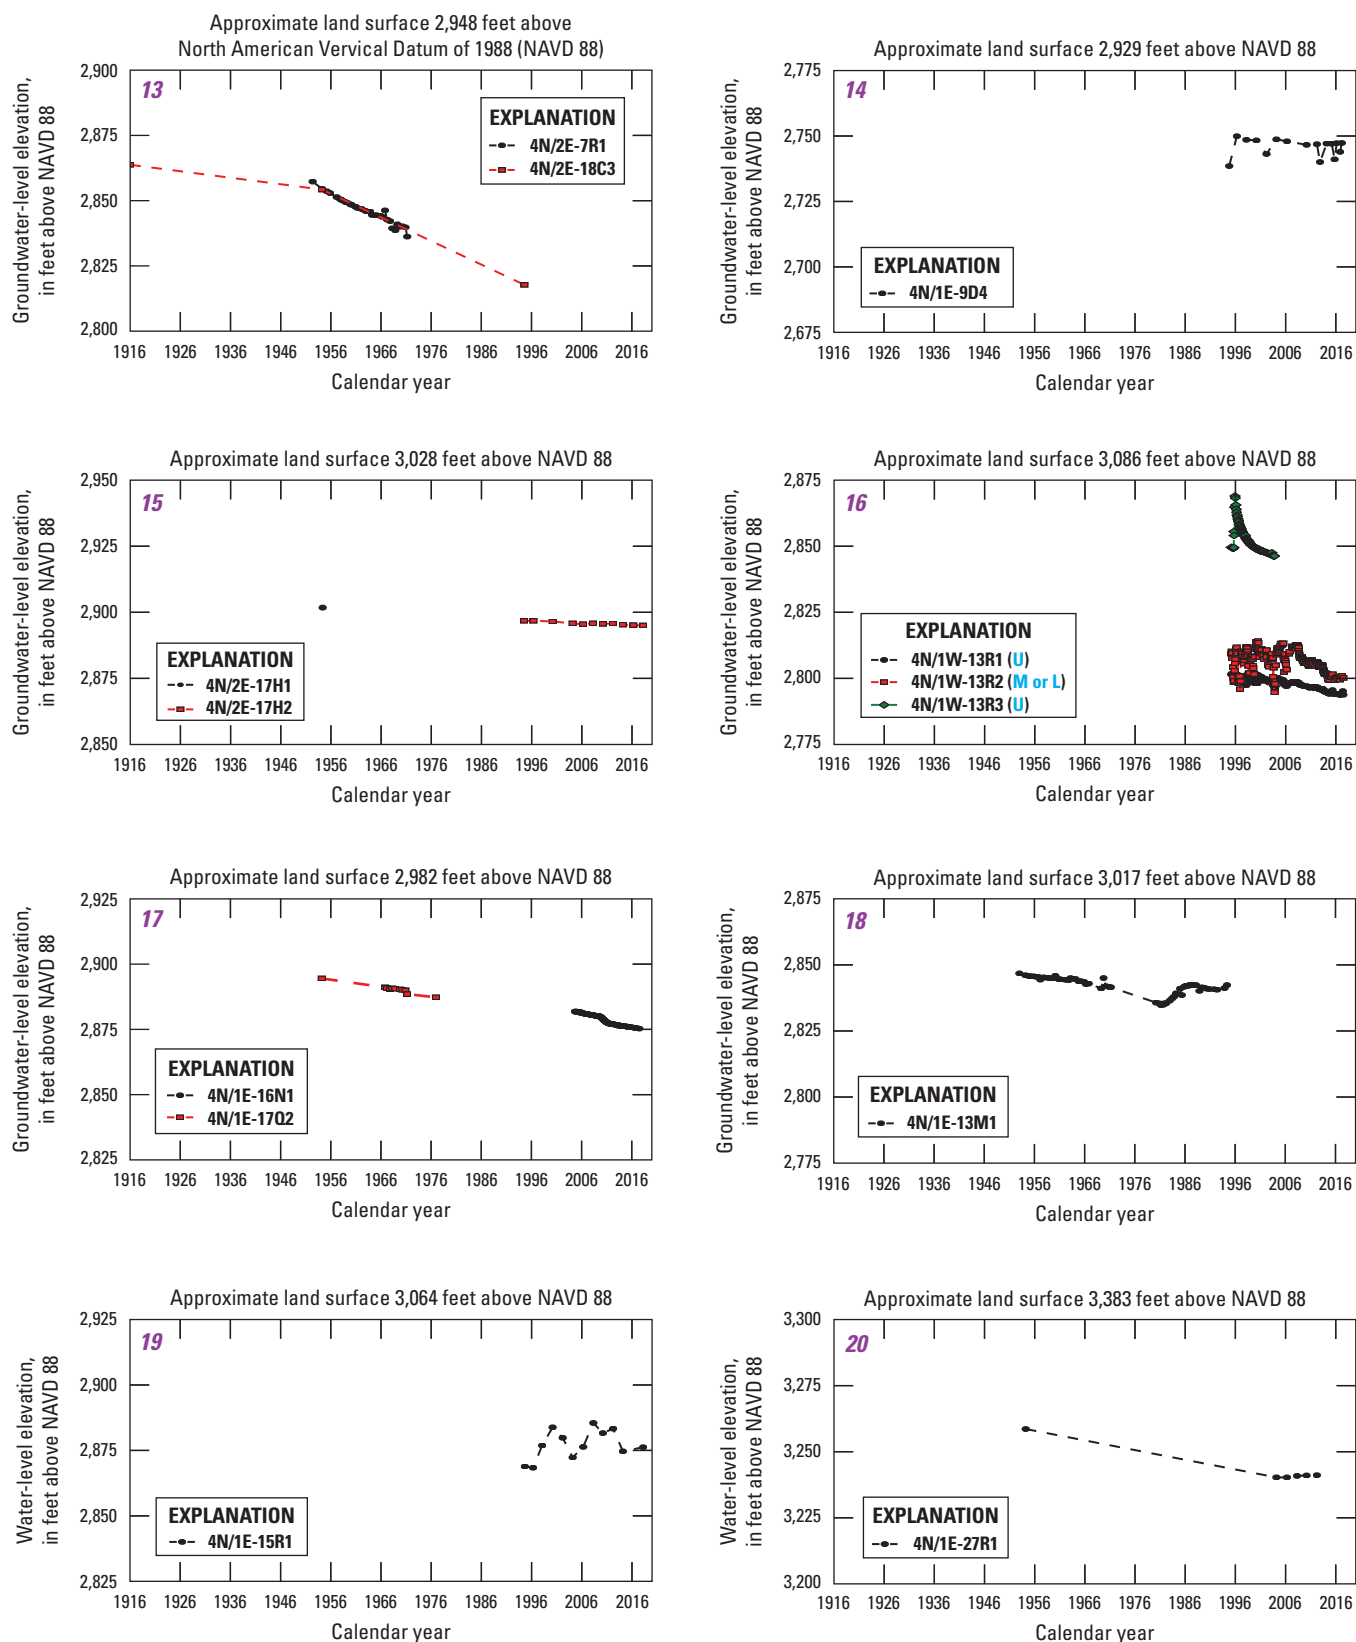 Approximate land surface 2,948 feet above
North American Vervical Datum of 1988 (NAVD 88)
Groundwater-level elevation,
in feet above NAVD 88
2,900
2,875
2,850
2,825
2,800
13
EXPLANATION
4N/2E-7R1
4N/2E-18C3
1916 1926 1936 1946 1956 1966 1976 1986 1996 2006 2016
Calendar year
Approximate land surface 2,929 feet above NAVD 88
Groundwater-level elevation,
in feet above NAVD 88
2,775
2,750
2,725
2,700
2,675
14
EXPLANATION
4N/1E-9D4
1916 1926 1936 1946 1956 1966 1976 1986 1996 2006 2016
Calendar year
Approximate land surface 3,028 feet above NAVD 88
Groundwater-level elevation,
in feet above NAVD 88
2,950
2,925
2,900
2,875
2,850
15
EXPLANATION
4N/2E-17H1
4N/2E-17H2
1916 1926 1936 1946 1956 1966 1976 1986 1996 2006 2016
Calendar year
Approximate land surface 3,086 feet above NAVD 88
Groundwater-level elevation,
in feet above NAVD 88
2,875
2,850
2,825
2,800
2,775
16
EXPLANATION
4N/1W-13R1 (U)
4N/1W-13R2 (M or L)
4N/1W-13R3 (U)
1916 1926 1936 1946 1956 1966 1976 1986 1996 2006 2016
Calendar year
Approximate land surface 2,982 feet above NAVD 88
Groundwater-level elevation,
in feet above NAVD 88
2,925
2,900
2,875
2,850
2,825
17
EXPLANATION
4N/1E-16N1
4N/1E-17Q2
1916 1926 1936 1946 1956 1966 1976 1986 1996 2006 2016
Calendar year
Approximate land surface 3,017 feet above NAVD 88
Groundwater-level elevation,
in feet above NAVD 88
2,875
2,850
2,825
2,800
2,775
18
EXPLANATION
4N/1E-13M1
1916 1926 1936 1946 1956 1966 1976 1986 1996 2006 2016
Calendar year
Approximate land surface 3,064 feet above NAVD 88
Water-level elevation,
in feet above NAVD 88
2,925
2,900
2,875
2,850
2,825
19
EXPLANATION
4N/1E-15R1
1916 1926 1936 1946 1956 1966 1976 1986 1996 2006 2016
Calendar year
Approximate land surface 3,383 feet above NAVD 88
Water-level elevation,
in feet above NAVD 88
3,300
3,275
3,250
3,225
3,200
20
EXPLANATION
4N/1E-27R1
1916 1926 1936 1946 1956 1966 1976 1986 1996 2006 2016
Calendar year